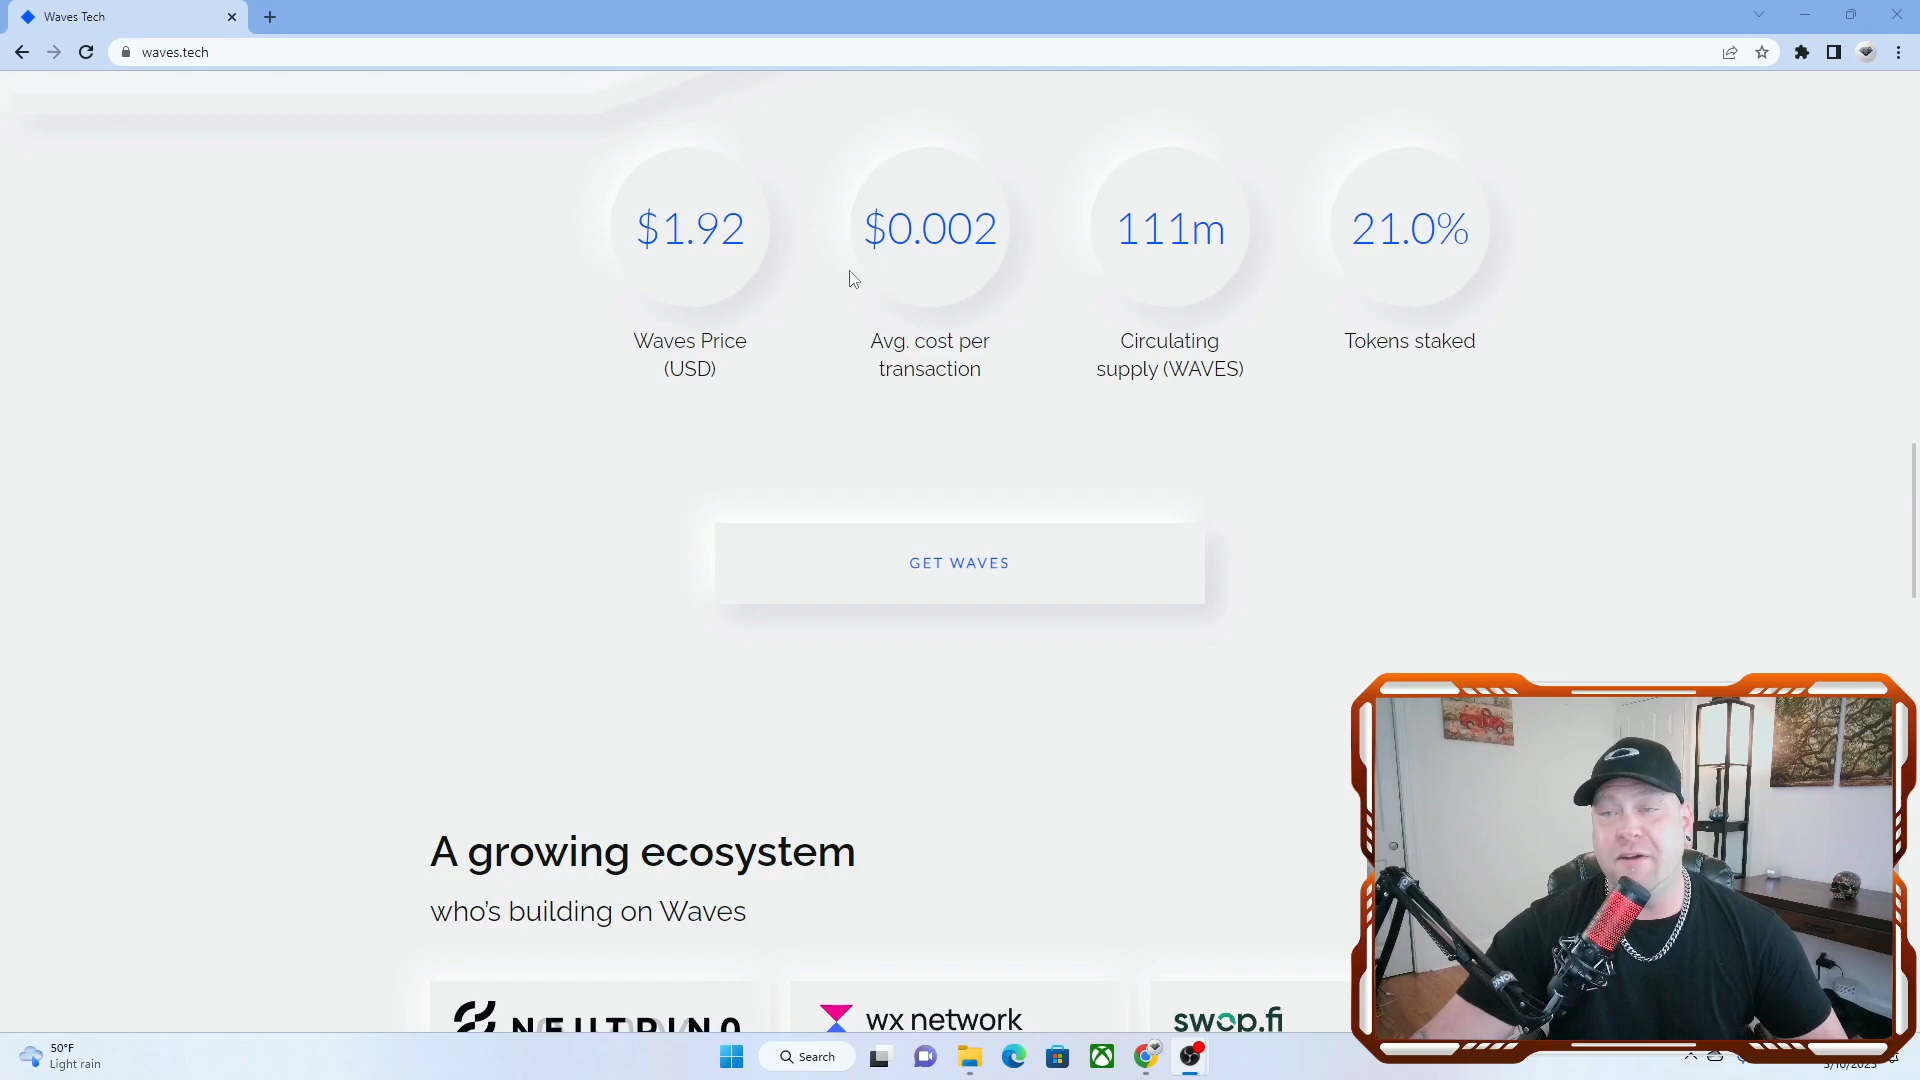 Waves Tech
waves.tech
$1.92
$0.002
111m
21.0%
Waves Price
(USD)
Avg. cost per
transaction
Circulating
supply (WAVES)
Tokens staked
GET WAVES
A growing ecosystem
who's building on Waves
NEUTRINO
wx network
swop.fi
50°F
Light rain
Search